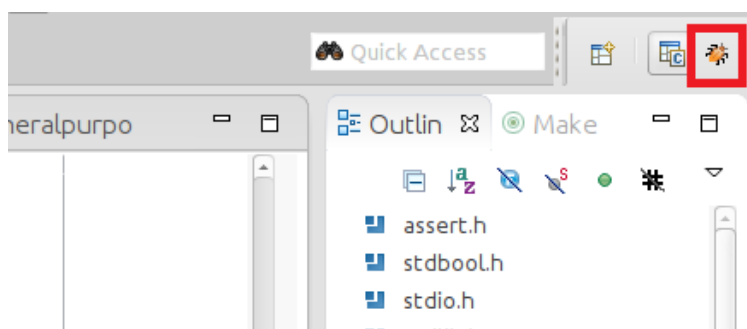 Quick Access
neralpurpo
Outlin
Make
assert.h
stdbool.h
stdio.h